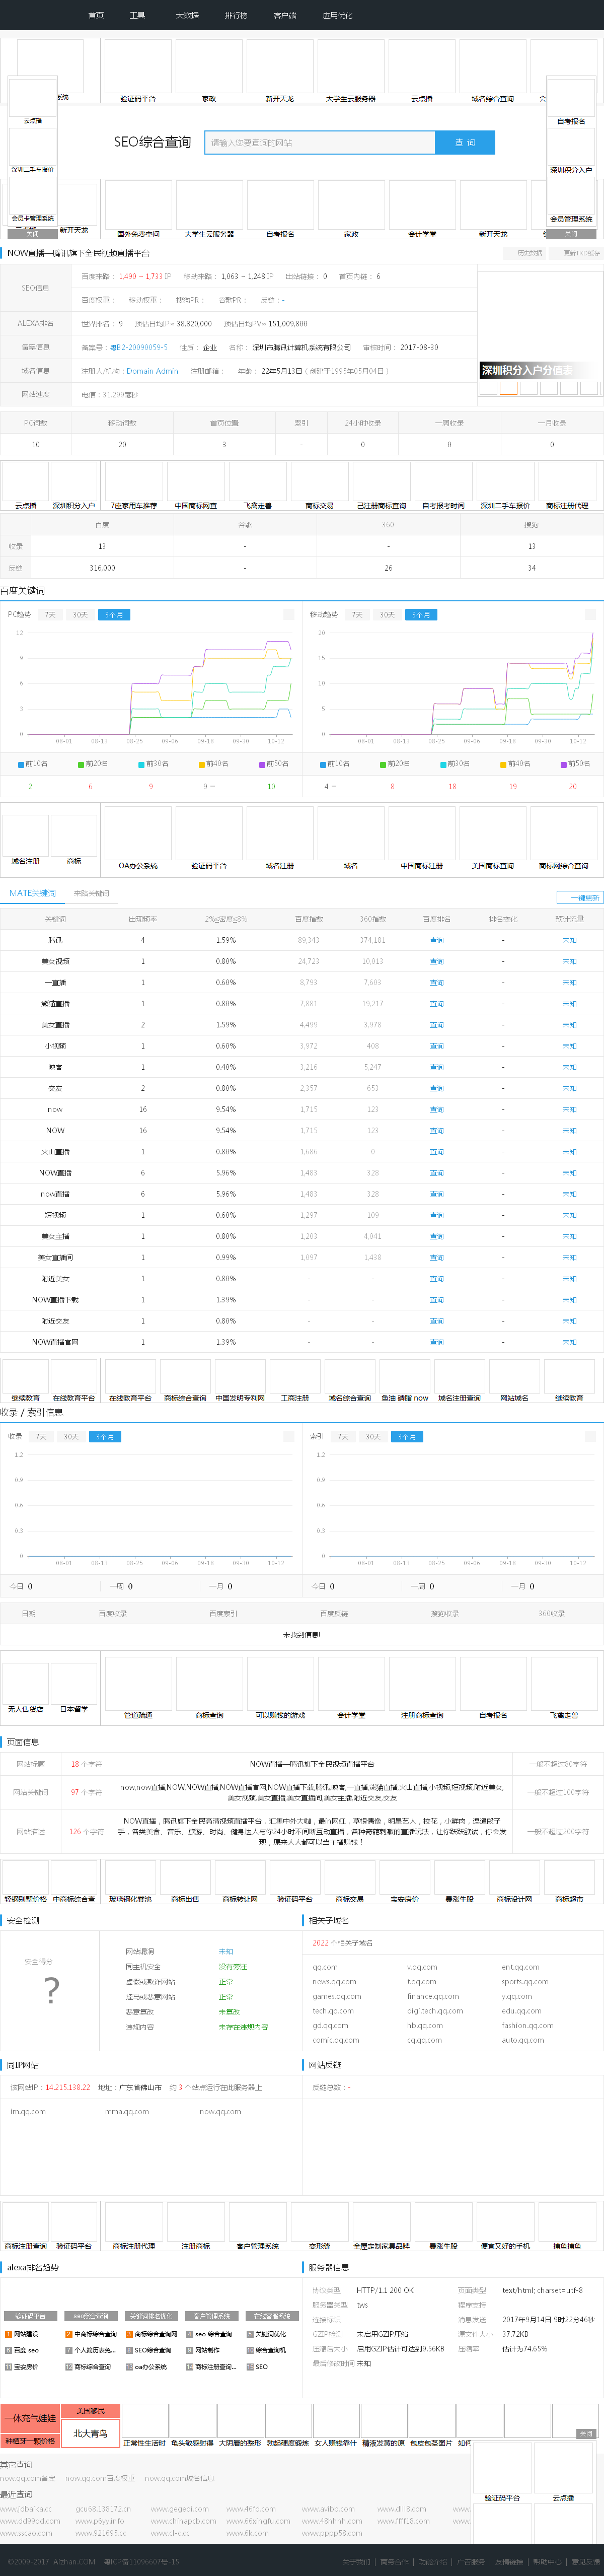 首页 工具 大数据 排行榜 客户端 应用优化
验证码平台 家政 新开天龙 大学生云服务器 云点播 域名综合查询
云点播
自考报名
SEO综合查询 请输入您要查询的网站 查 询
深圳二手车报价
深圳积分入户
会员卡管理系统
会员管理系统
新开天龙 国外免费空间 大学生云服务器 自考报名 家政 会计学堂 新开天龙
NOW直播—腾讯旗下全民视频直播平台
SEO信息 百度来路： 1,490 ~ 1,733 IP 移动来路： 1,063 ~ 1,248 IP 出站链接： 0 首页内链： 6
百度权重： 移动权重： 搜狗PR： 谷歌PR： 反链：-
ALEXA排名 世界排名： 9 预估日均IP≈ 38,820,000 预估日均PV≈ 151,009,800
备案信息 备案号：粤B2-20090059-5 性质： 企业 名称： 深圳市腾讯计算机系统有限公司 审核时间： 2017-08-30
域名信息 注册人/机构：Domain Admin 注册邮箱： 年龄： 22年5月13日（创建于1995年05月04日）
网站速度 电信：31.299毫秒
深圳积分入户分值表
PC词数 移动词数 首页位置 索引 24小时收录 一周收录 一月收录
10 20 3 - 0 0 0
云点播 深圳积分入户 7座家用车推荐 中国商标网查 飞禽走兽 商标交易 己注册商标查询 自考报考时间 深圳二手车报价 商标注册代理
百度 谷歌 360 搜狗
收录 13 - - 13
反链 316,000 - 26 34
百度关键词
PC趋势 7天 30天 3个月
移动趋势 7天 30天 3个月
12
9
6
3
0
08-01 08-13 08-25 09-06 09-18 09-30 10-12
20
15
10
5
0
08-01 08-13 08-25 09-06 09-18 09-30 10-12
前10名 前20名 前30名 前40名 前50名
2 6 9 9 10
前10名 前20名 前30名 前40名 前50名
4 8 18 19 20
域名注册 商标 OA办公系统 验证码平台 域名注册 域名 中国商标注册 美国商标查询 商标网综合查询
MATE关键词 来路关键词 一键更新
关键词 出现频率 2%≦密度≦8% 百度指数 360指数 百度排名 排名变化 预计流量
腾讯 4 1.59% 89,343 374,181 查询 - 未知
美女视频 1 0.80% 24,723 10,013 查询 - 未知
一直播 1 0.60% 8,793 7,603 查询 - 未知
熊猫直播 1 0.80% 7,881 19,217 查询 - 未知
美女直播 2 1.59% 4,499 3,978 查询 - 未知
小视频 1 0.60% 3,972 408 查询 - 未知
映客 1 0.40% 3,216 5,247 查询 - 未知
交友 2 0.80% 2,357 653 查询 - 未知
now 16 9.54% 1,715 123 查询 - 未知
NOW 16 9.54% 1,715 123 查询 - 未知
火山直播 1 0.80% 1,686 0 查询 - 未知
NOW直播 6 5.96% 1,483 328 查询 - 未知
now直播 6 5.96% 1,483 328 查询 - 未知
短视频 1 0.60% 1,297 109 查询 - 未知
美女主播 1 0.80% 1,203 4,041 查询 - 未知
美女直播间 1 0.99% 1,097 1,438 查询 - 未知
附近美女 1 0.80% - - 查询 - 未知
NOW直播下载 1 1.39% - - 查询 - 未知
附近交友 1 0.80% - - 查询 - 未知
NOW直播官网 1 1.39% - - 查询 - 未知
继续教育 在线教育平台 在线教育平台 商标综合查询 中国发明专利网 工商注册 域名综合查询 鱼油 磷脂 now 域名注册查询 网站域名 继续教育
收录 / 索引信息
收录 7天 30天 3个月
索引 7天 30天 3个月
1.2
0.9
0.6
0.3
0
08-01 08-13 08-25 09-06 09-18 09-30 10-12
1.2
0.9
0.6
0.3
0
08-01 08-13 08-25 09-06 09-18 09-30 10-12
今日 0 一周 0 一月 0
今日 0 一周 0 一月 0
日期 百度收录 百度索引 百度反链 搜狗收录 360收录
未找到信息!
无人售货店 日本留学 管道疏通 商标查询 可以赚钱的游戏 会计学堂 注册商标查询 自考报名 飞禽走兽
页面信息
网站标题 18 个字符 NOW直播—腾讯旗下全民视频直播平台 一般不超过80字符
网站关键词 97 个字符 now,now直播,NOW,NOW直播,NOW直播官网,NOW直播下载,腾讯,映客,一直播,熊猫直播,火山直播,小视频,短视频,附近美女,美女视频,美女直播,美女直播间,美女主播,附近交友,交友 一般不超过100字符
网站描述 126 个字符 NOW直播，腾讯旗下全民高清视频直播平台，汇集中外大咖，最in网红，草根偶像，明星艺人，校花，小鲜肉，逗逼段子手，各类美食、音乐、旅游、时尚、健身达人与你24小时不间断互动直播，各种奇葩刺激的直播玩法，让你跃跃欲试，你会发现，原来人人都可以当主播赚钱！ 一般不超过200字符
轻钢别墅价格 中商标综合查 玻璃钢化粪池 商标出售 商标转让网 验证码平台 商标交易 宝安房价 暴涨牛股 商标设计网 商标超市
安全检测
安全得分
?
网站漏洞 未知
网主机安全 没有旁注
虚假或欺诈网站 正常
挂马或恶意网站 正常
恶意篡改 未篡改
违规内容 未存在违规内容
相关子域名
2022 个相关子域名
qq.com v.qq.com ent.qq.com
news.qq.com t.qq.com sports.qq.com
games.qq.com finance.qq.com y.qq.com
tech.qq.com digi.tech.qq.com edu.qq.com
gd.qq.com hb.qq.com fashion.qq.com
comic.qq.com cq.qq.com auto.qq.com
同IP网站
该网站IP：14.215.138.22 地址：广东省佛山市 约 3 个站点运行在此服务器上
im.qq.com mma.qq.com now.qq.com
网站反链
反链总数：-
商标注册查询 验证码平台 商标注册代理 注册商标 客户管理系统 变形缝 全屋定制家具品牌 暴涨牛股 便宜又好的手机 捕鱼捕鱼
alexa排名趋势
验证码平台 seo综合查询 关键词排名优化 客户管理系统 在线客服系统
1 网站建设 2 中商标综合查询 3 商标综合查询网 4 seo 综合查询 5 关键词优化
6 百度 seo 7 个人简历表免... 8 SEO综合查询 9 网站制作 10 综合查询机
11 宝安房价 12 商标综合查询 13 oa办公系统 14 商标注册查询... 15 SEO
服务器信息
协议类型 HTTP/1.1 200 OK 页面类型 text/html; charset=utf-8
服务器类型 tws 程序支持
连接标识 消息发送 2017年9月14日 9时22分46秒
GZIP检测 未启用GZIP压缩 源文件大小 37.72KB
压缩后大小 启用GZIP估计可达到9.56KB 压缩率 估计为74.65%
最后修改时间 未知
一体充气娃娃 美国移民
种植牙一颗价格 北大青鸟 正常性生活时 龟头敏感射得 大阴唇的整形 勃起硬度锻炼 女人赚钱靠什 精液发黄的原 包皮包茎图片
关闭
其它查询
now.qq.com备案 now.qq.com百度权重 now.qq.com域名信息
验证码平台 云点播
最近查询
www.jidbaika.cc gcu68.138172.cn www.gegeqi.com www.46fd.com www.avlbb.com www.dllll8.com
www.dd99dd.com www.p6yy.info www.chinapcb.com www.66xingfu.com www.48hhhh.com www.ffff18.com
www.sscao.com www.921695.cc www.cl-c.cc www.6k.com www.pppp58.com
©2009-2017 Aizhan.COM 粤ICP备11096607号-15
关于我们 | 商务合作 | 功能介绍 | 广告服务 | 友情链接 | 帮助中心 | 意见反馈